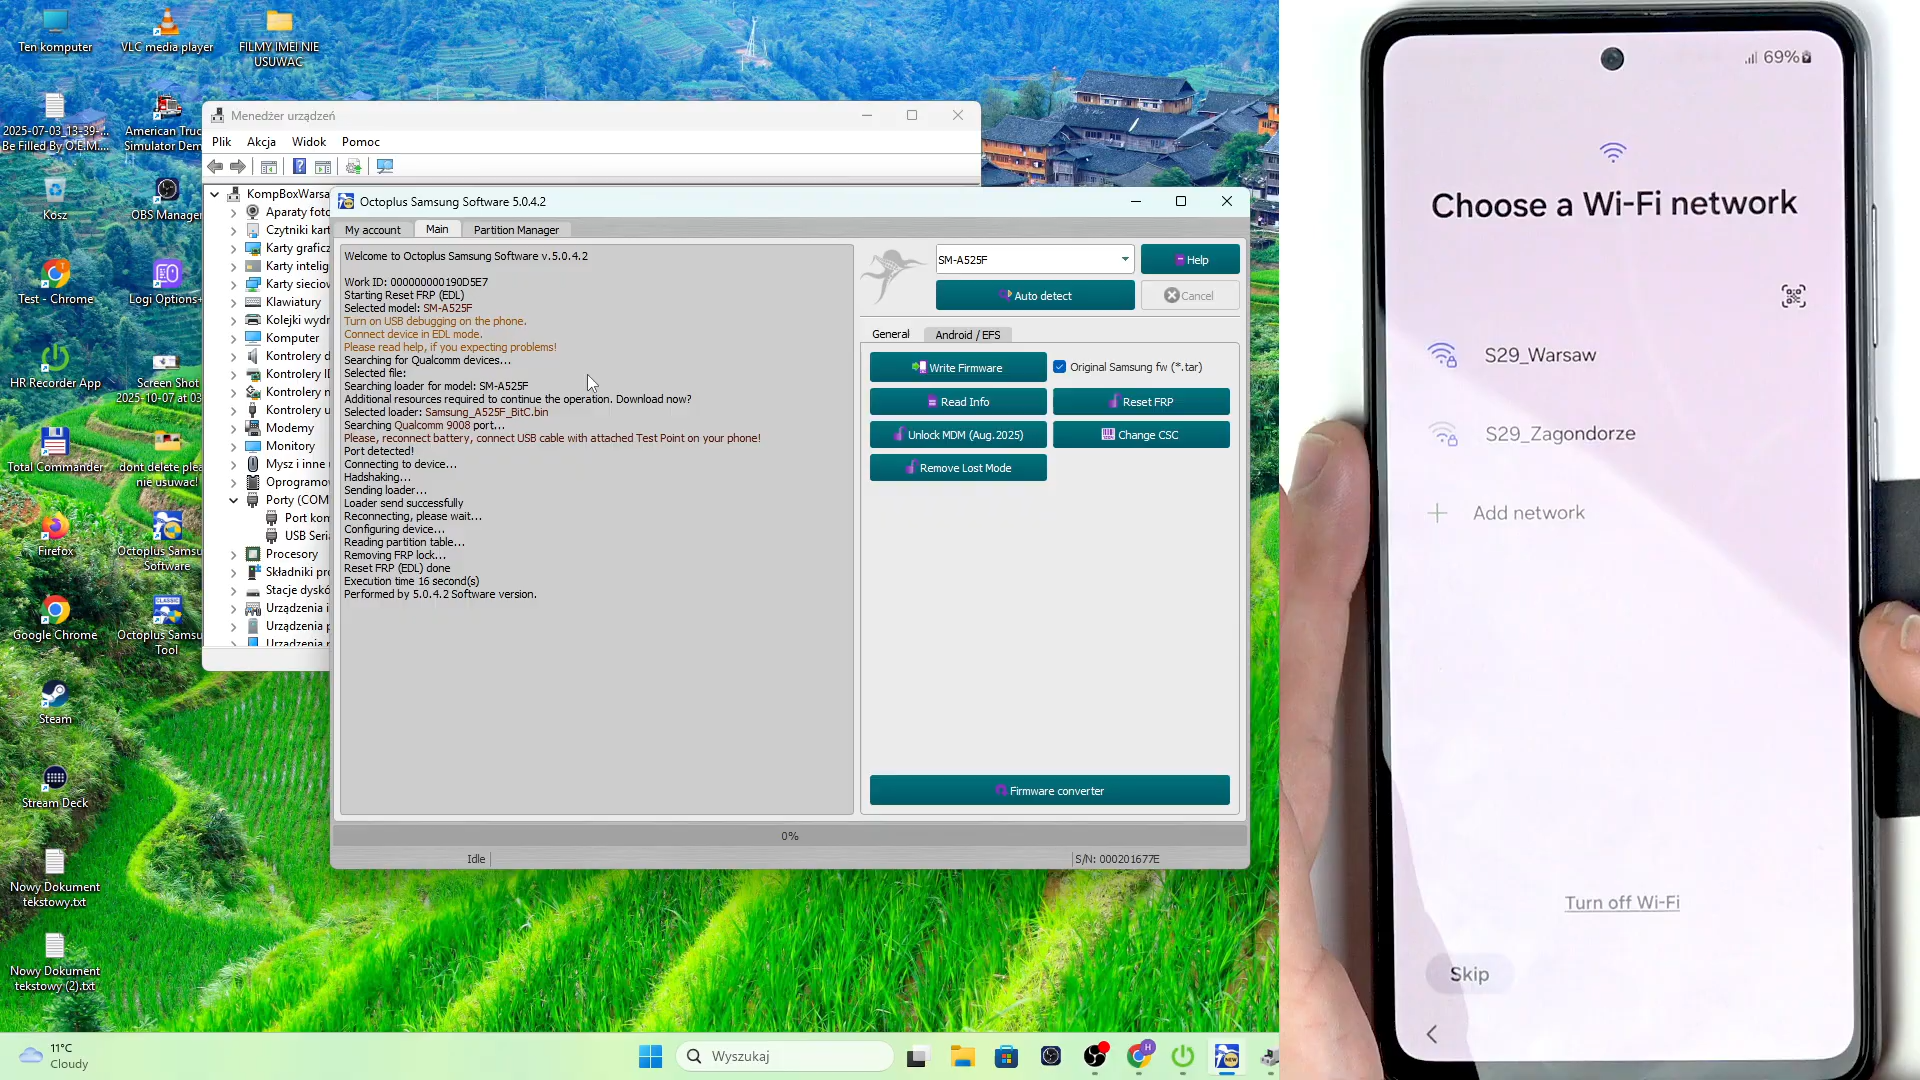 Ten komputer
VLC media player
FILMY IMEI NIE
USUWAC
2025-07-03_13-39-...
Be Filled By O.E.M....
American Truc
Simulator Dem
Kosz
OBS Manager
Test - Chrome
Logi Options+
HR Recorder App
Screen Shot
2025-10-07 at 03
Total Commander
dont delete plea
nie usuwac!
Firefox
Octoplus Samsu
Software
Google Chrome
Octoplus Samsu
Tool
Steam
Stream Deck
Nowy Dokument
tekstowy.txt
Nowy Dokument
tekstowy (2).txt
Menedżer urządzeń
Plik Akcja Widok Pomoc
KompBoxWarsa
Aparaty foto
Czytniki kart
Karty graficz
Karty intelig
Karty siecio
Klawiatury
Kolejki wydr
Komputer
Kontrolery d
Kontrolery I
Kontrolery
Kontrolery u
Modemy
Monitory
Mysz i inne
Oprogramo
Porty (COM
Port kom
USB Seri
Procesory
Składniki pr
Stacje dyskó
Urządzenia i
Urządzenia p
Urządzenia
Octoplus Samsung Software 5.0.4.2
My account Main Partition Manager
Welcome to Octoplus Samsung Software v.5.0.4.2
Work ID: 000000000190D5E7
Starting Reset FRP (EDL)
Selected model: SM-A525F
Turn on USB debugging on the phone.
Connect device in EDL mode.
Please read help, if you expecting problems!
Searching for Qualcomm devices...
Selected file:
Searching loader for model: SM-A525F
Additional resources required to continue the operation. Download now?
Selected loader: Samsung_A525F_BitC.bin
Searching Qualcomm 9008 port...
Please, reconnect battery, connect USB cable with attached Test Point on your phone!
Port detected!
Connecting to device...
Hadshaking...
Sending loader...
Loader send successfully
Reconnecting, please wait...
Configuring device...
Reading partition table...
Removing FRP lock...
Reset FRP (EDL) done
Execution time 16 second(s)
Performed by 5.0.4.2 Software version.
SM-A525F
Help
Auto detect
Cancel
General Android / EFS
Write Firmware
Original Samsung fw (*.tar)
Read Info
Reset FRP
Unlock MDM (Aug.2025)
Change CSC
Remove Lost Mode
Firmware converter
0%
Idle
S/N: 000201677E
11°C
Cloudy
Wyszukaj
H
NEW
69%
Choose a Wi-Fi network
S29_Warsaw
S29_Zagondorze
Add network
Turn off Wi-Fi
Skip